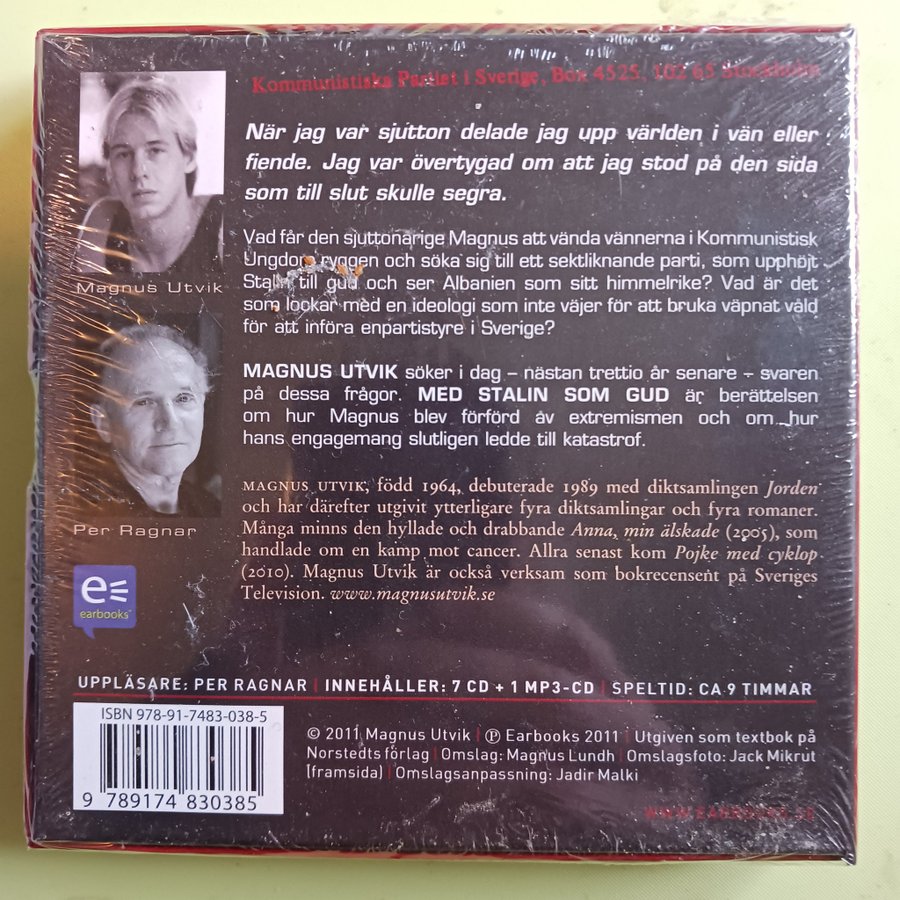 Kommunistiska Partiet i Sverige, Box 4525, 102 65 Stockholm
När jag var sjutton delade jag upp världen i vän eller
fiende. Jag var övertygad om att jag stod på den sida
som till slut skulle segra.
Magnus Utvik
Vad får den sjuttonårige Magnus att vända vännerna i Kommunistisk
Ungdom ryggen och söka sig till ett sektliknande parti, som upphöjt
Stalin till gud och ser Albanien som sitt himmelrike? Vad är det
som lockar med en ideologi som inte väjer för att bruka väpnat våld
för att införa enpartistyre i Sverige?
MAGNUS UTVIK söker i dag – nästan trettio år senare – svaren
på dessa frågor. MED STALIN SOM GUD är berättelsen
om hur Magnus blev förförd av extremismen och om hur
hans engagemang slutligen ledde till katastrof.
Per Ragnar
MAGNUS UTVIK, född 1964, debuterade 1989 med diktsamlingen Jorden
och har därefter utgivit ytterligare fyra diktsamlingar och fyra romaner.
Många minns den hyllade och drabbande Anna, min älskade (2005), som
handlade om en kamp mot cancer. Allra senast kom Pojke med cyklop
(2010). Magnus Utvik är också verksam som bokrecensent på Sveriges
Television. www.magnusutvik.se
e
earbooks
UPPLÄSARE: PER RAGNAR | INNEHÅLLER: 7 CD + 1 MP3-CD | SPELTID: CA 9 TIMMAR
ISBN 978-91-7483-038-5
9 789174 830385
© 2011 Magnus Utvik | ℗ Earbooks 2011 | Utgiven som textbok på
Norstedts förlag | Omslag: Magnus Lundh | Omslagsfoto: Jack Mikrut
(framsida) | Omslagsanpassning: Jadir Malki
WWW.EARBOOKS.SE